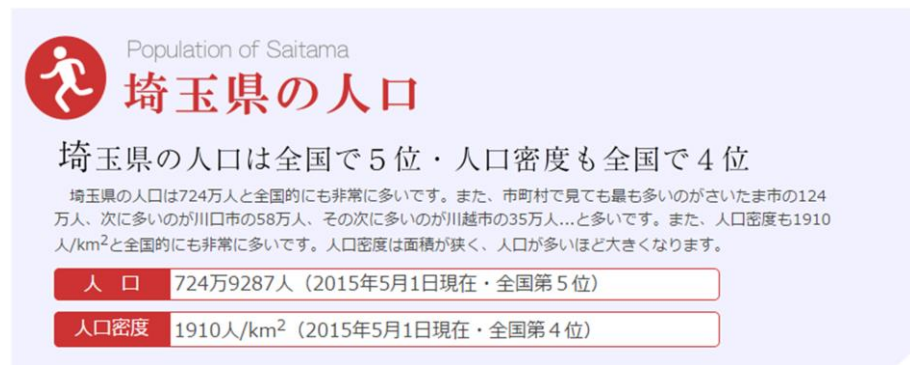 Population of Saitama
埼玉県の人口
埼玉県の人口は全国で5位・人口密度も全国で4位
埼玉県の人口は724万人と全国的にも非常に多いです。また、市町村で見ても最も多いのがさいたま市の124
万人、次に多いのが川口市の58万人、その次に多いのが川越市の35万人...と多いです。また、人口密度も1910
人/km²と全国的にも非常に多いです。人口密度は面積が狭く、人口が多いほど大きくなります。
人 口 724万9287人（2015年5月1日現在・全国第５位）
人口密度 1910人/km²（2015年5月1日現在・全国第４位）